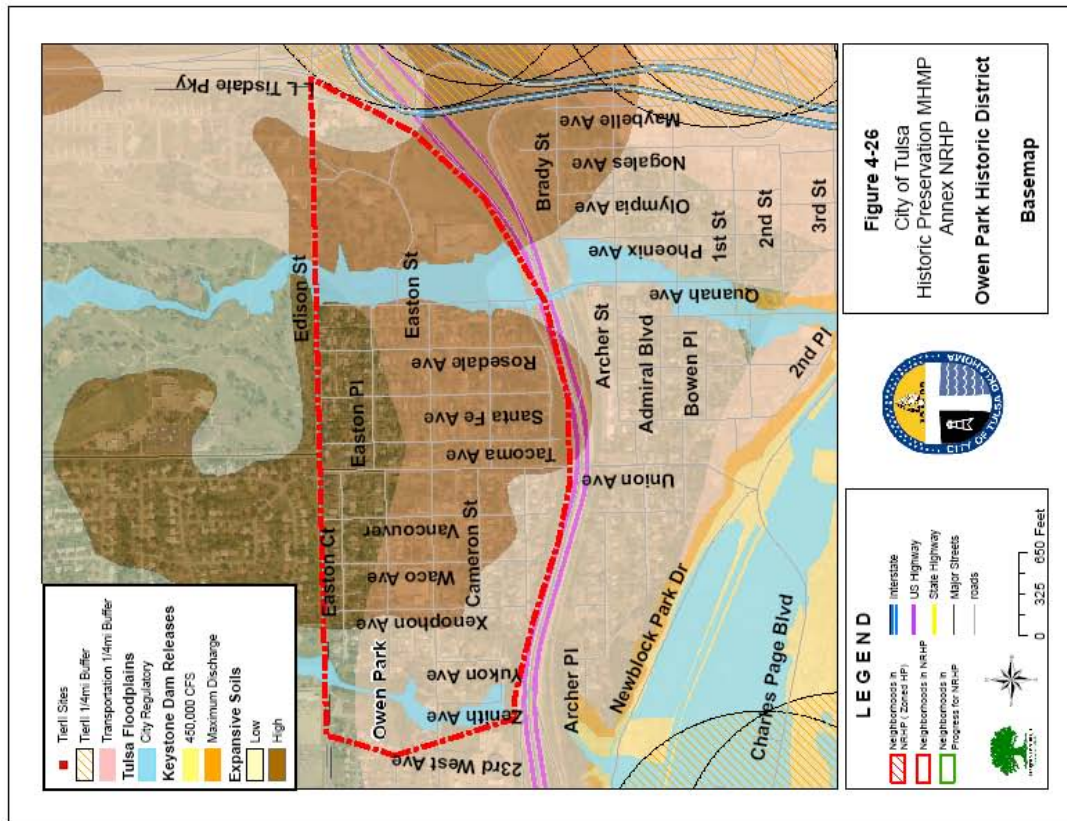 TierII Sites
TierII 1/4mi Buffer
Transportation 1/4mi Buffer
Tulsa Floodplains
City Regulatory
Keystone Dam Releases
450,000 CFS
Maximum Discharge
Expansive Soils
Low
High
L L Tisdale Pky
Edison St
Easton Ct
Easton Pl
Easton St
Owen Park
Cameron St
Brady St
23rd West Ave
Zenith Ave
Yukon Ave
Xenophon Ave
Waco Ave
Vancouver
Tacoma Ave
Santa Fe Ave
Rosedale Ave
Union Ave
Quanah Ave
Phoenix Ave
Olympia Ave
Nogales Ave
Maybelle Ave
Archer Pl
Archer St
Admiral Blvd
Bowen Pl
1st St
2nd St
3rd St
2nd Pl
Newblock Park Dr
Charles Page Blvd
LEGEND
Neighborhoods in
NRHP ( Zoned HP)
Neighborhoods in NRHP
Neighborhoods in
Progress for NRHP
Interstate
US Highway
State Highway
Major Streets
roads
0 325 650 Feet
CITY OF TULSA OKLAHOMA
Figure 4-26
City of Tulsa
Historic Preservation MHMP
Annex NRHP
Owen Park Historic District
Basemap